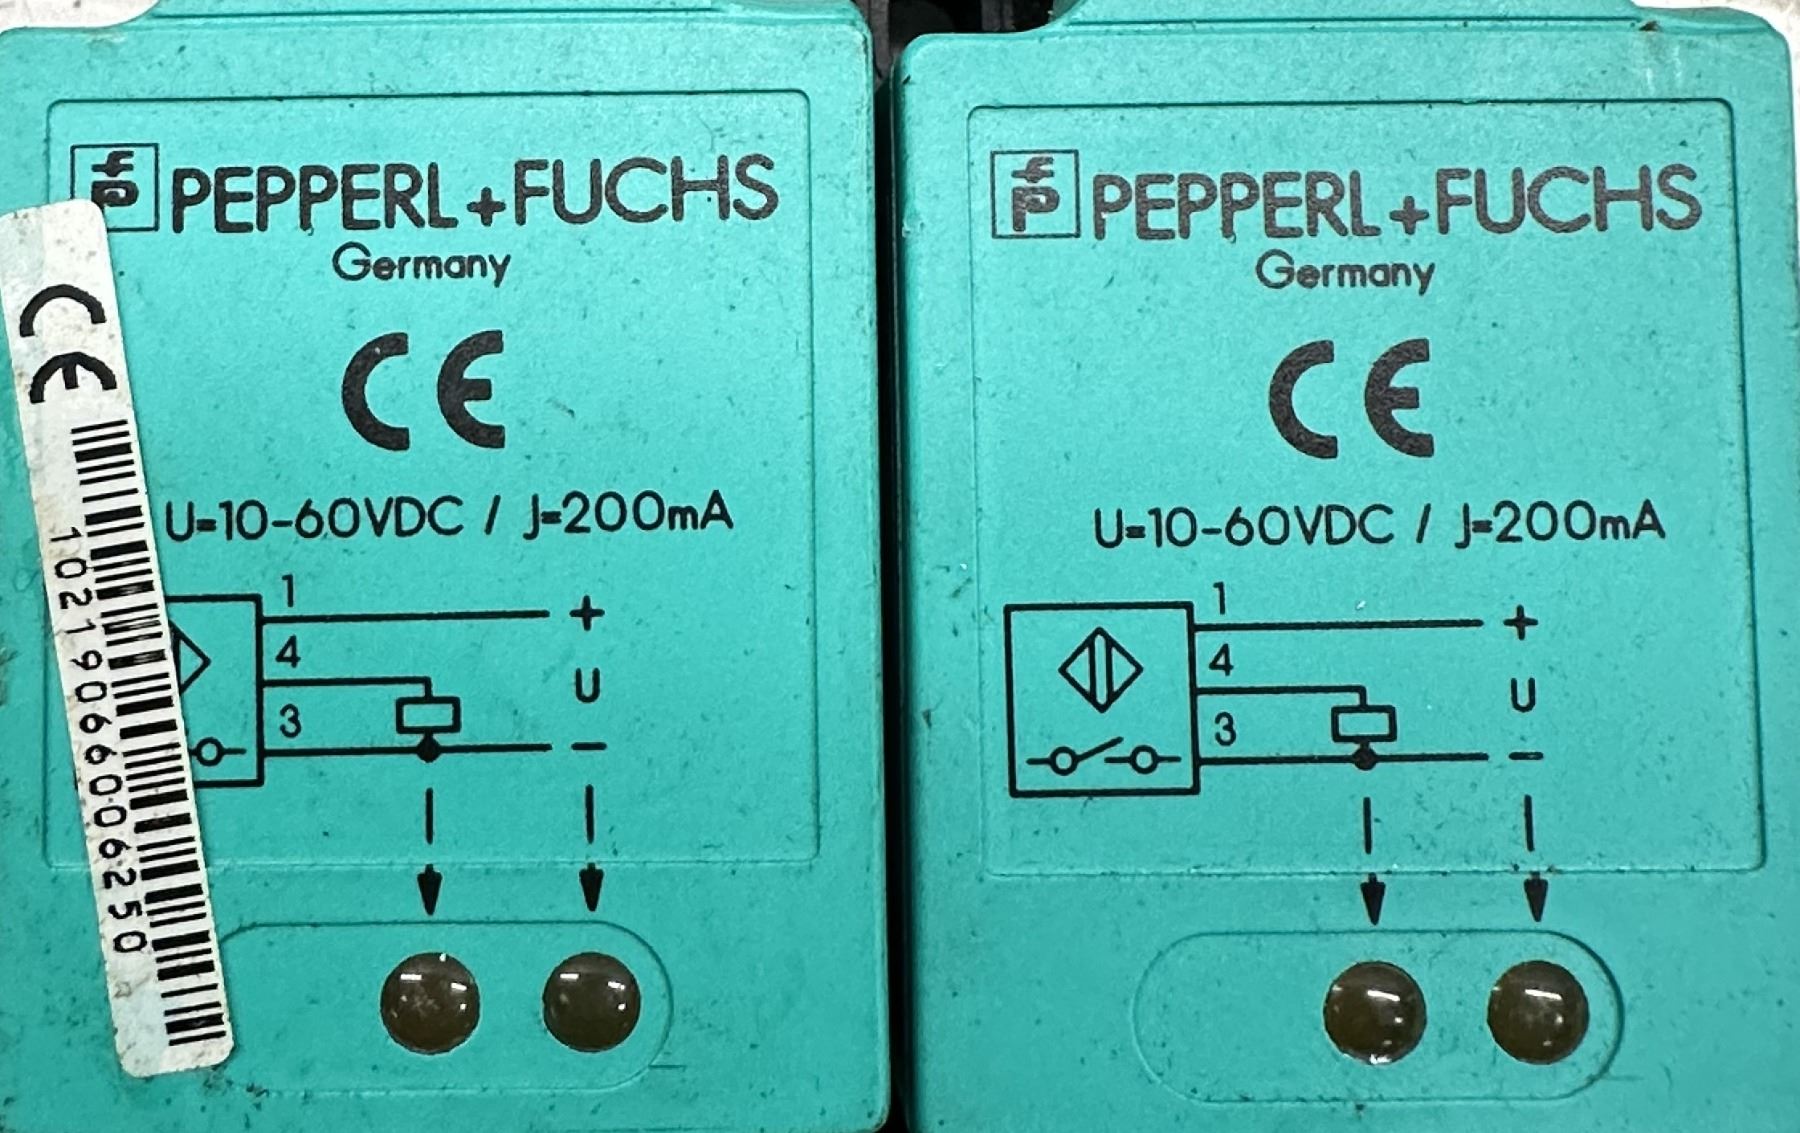 PEPPERL+FUCHS
Germany
CE
U=10-60VDC / J=200mA
1
+
4
U
3
−
CE
10219066006250
PEPPERL+FUCHS
Germany
CE
U=10-60VDC / J=200mA
1
+
4
U
3
−